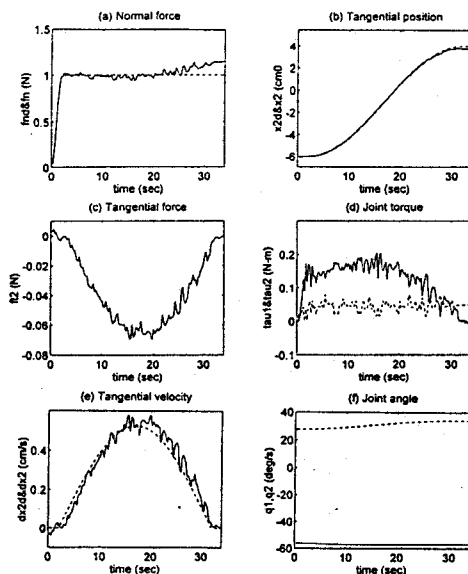 (a) Normal force
fnd&fn (N)
1.5
1
0.5
0
0 10 20 30
time (sec)
(b) Tangential position
x2d&x2 (cm0
4
2
0
-2
-4
-6
0 10 20 30
time (sec)
(c) Tangential force
ft2 (N)
0
-0.02
-0.04
-0.06
-0.08
0 10 20 30
time (sec)
(d) Joint torque
tau1&tau2 (N-m)
0.2
0.1
0
-0.1
0 10 20 30
time (sec)
(e) Tangential velocity
dx2d&dx2 (cm/s)
0.4
0.2
0
0 10 20 30
time (sec)
(f) Joint angle
q1,q2 (deg/s)
40
20
0
-20
-40
-60
0 10 20 30
time (sec)